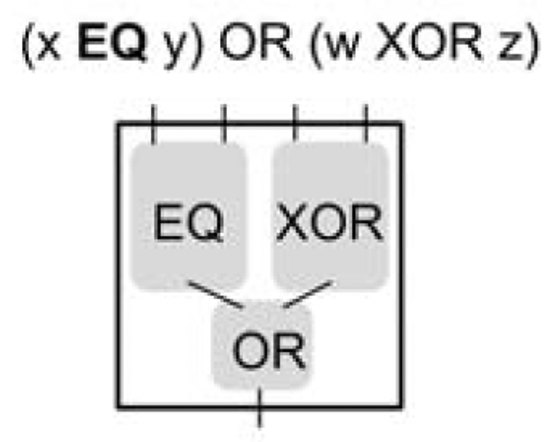 (x EQ y) OR (w XOR z)
EQ XOR
OR